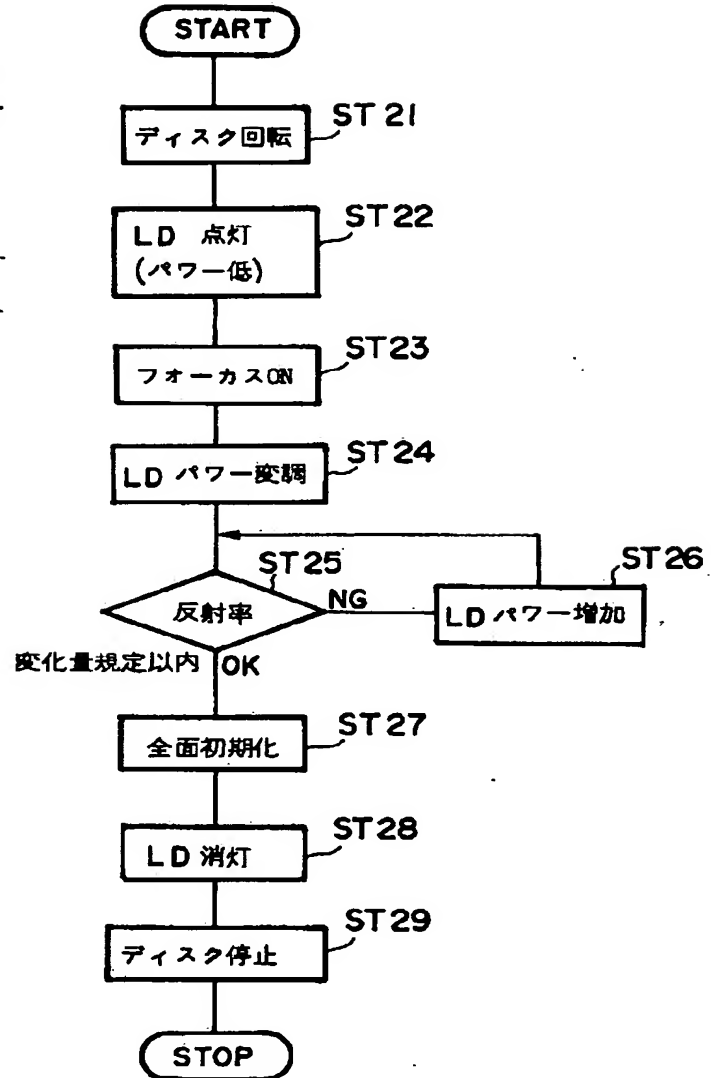 START
ST21
ディスク回転
ST22
LD 点灯
(パワー低)
ST23
フォーカスON
ST24
LD パワー変調
ST25
反射率
NG
ST26
LD パワー増加
変化量規定以内
OK
ST27
全面初期化
ST28
LD 消灯
ST29
ディスク停止
STOP